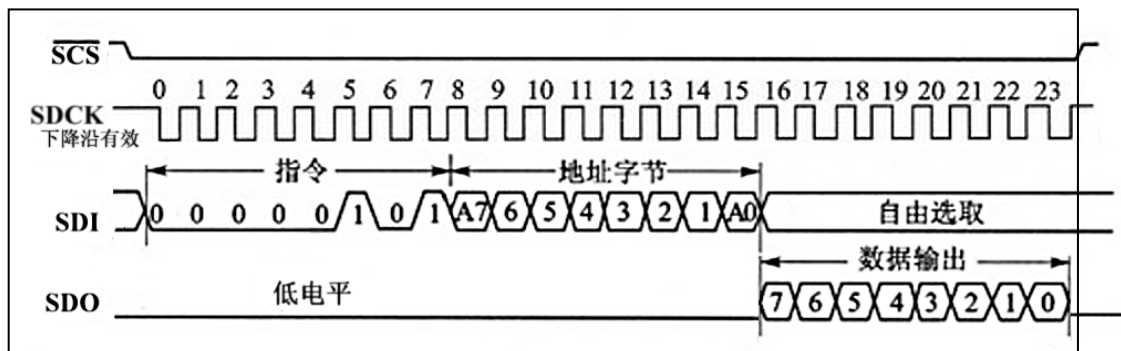 SCS
0 1 2 3 4 5 6 7 8 9 10 11 12 13 14 15 16 17 18 19 20 21 22 23
SDCK
下降沿有效
指令 地址字节
SDI 0 0 0 0 0 1 0 1 A7 6 5 4 3 2 1 A0 自由选取
数据输出
SDO 低电平 7 6 5 4 3 2 1 0